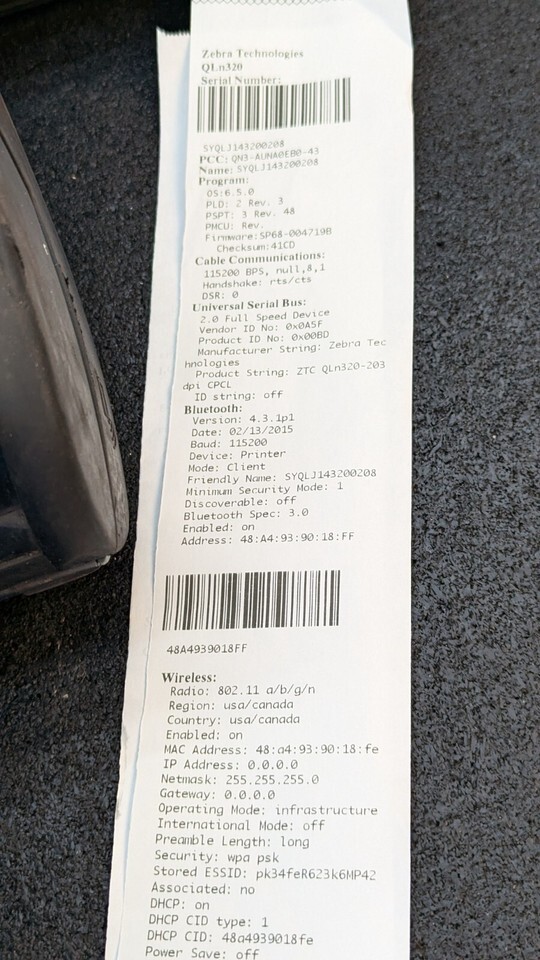 Zebra Technologies
QLn320
Serial Number:
SYQLJ143200208
PCC: QN3-AUNA0EB0-43
Name: SYQLJ143200208
Program:
OS:6.5.0
PLD: 2 Rev. 3
PSPT: 3 Rev. 48
PMCU: Rev.
Firmware:SP68-004719B
Checksum:41CD
Cable Communications:
115200 BPS, null,8,1
Handshake: rts/cts
DSR: 0
Universal Serial Bus:
2.0 Full Speed Device
Vendor ID No: 0x0A5F
Product ID No: 0x00BD
Manufacturer String: Zebra Tec
hnologies
Product String: ZTC QLn320-203
dpi CPCL
ID string: off
Bluetooth:
Version: 4.3.1p1
Date: 02/13/2015
Baud: 115200
Device: Printer
Mode: Client
Friendly Name: SYQLJ143200208
Minimum Security Mode: 1
Discoverable: off
Bluetooth Spec: 3.0
Enabled: on
Address: 48:A4:93:90:18:FF
48A4939018FF
Wireless:
Radio: 802.11 a/b/g/n
Region: usa/canada
Country: usa/canada
Enabled: on
MAC Address: 48:a4:93:90:18:fe
IP Address: 0.0.0.0
Netmask: 255.255.255.0
Gateway: 0.0.0.0
Operating Mode: infrastructure
International Mode: off
Preamble Length: long
Security: wpa psk
Stored ESSID: pk34feR623k6MP42
Associated: no
DHCP: on
DHCP CID type: 1
DHCP CID: 48a4939018fe
Power Save: off